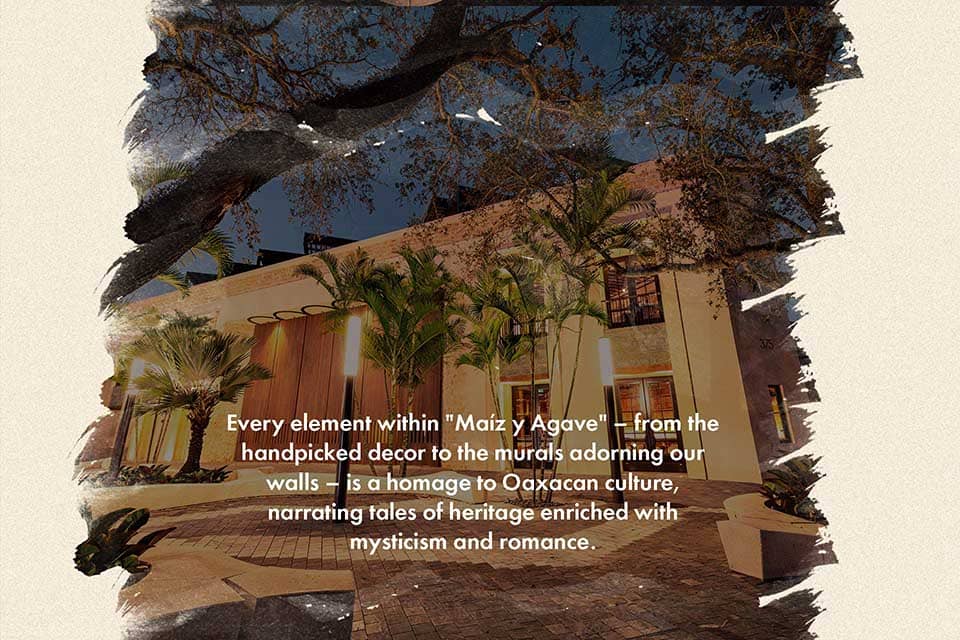 375
Every element within "Maíz y Agave" – from the
handpicked decor to the murals adorning our
walls – is a homage to Oaxacan culture,
narrating tales of heritage enriched with
mysticism and romance.